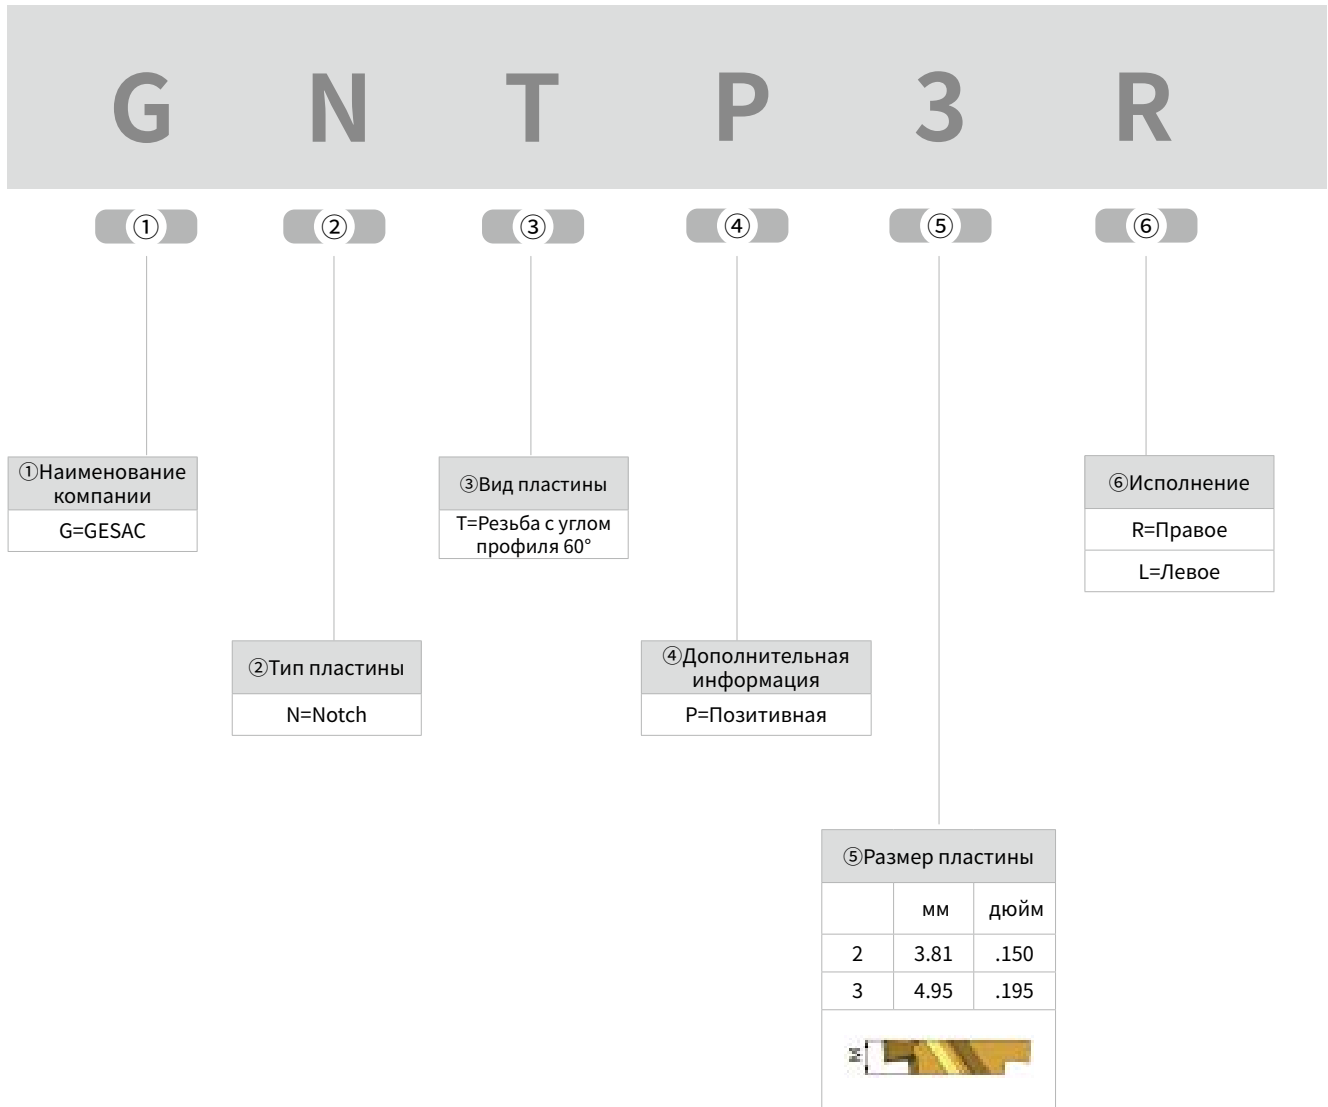 G N T P 3 R
① ② ③ ④ ⑤ ⑥
①Наименование
компании
G=GESAC
③Вид пластины
T=Резьба с углом
профиля 60°
⑥Исполнение
R=Правое
L=Левое
②Тип пластины
N=Notch
④Дополнительная
информация
P=Позитивная
⑤Размер пластины
мм дюйм
2 3.81 .150
3 4.95 .195
M